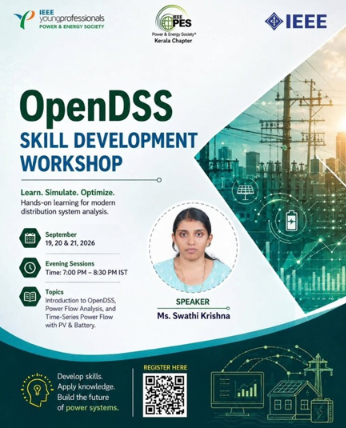 IEEE
youngprofessionals
POWER & ENERGY SOCIETY
IEEE
PES
Power & Energy Society®
Kerala Chapter
IEEE
OpenDSS
SKILL DEVELOPMENT
WORKSHOP
Learn. Simulate. Optimize.
Hands-on learning for modern
distribution system analysis.
September
19, 20 & 21, 2026
Evening Sessions
Time: 7:00 PM – 8:30 PM IST
Topics
Introduction to OpenDSS,
Power Flow Analysis, and
Time-Series Power Flow
with PV & Battery.
SPEAKER
Ms. Swathi Krishna
Develop skills.
Apply knowledge.
Build the future
of power systems.
REGISTER HERE